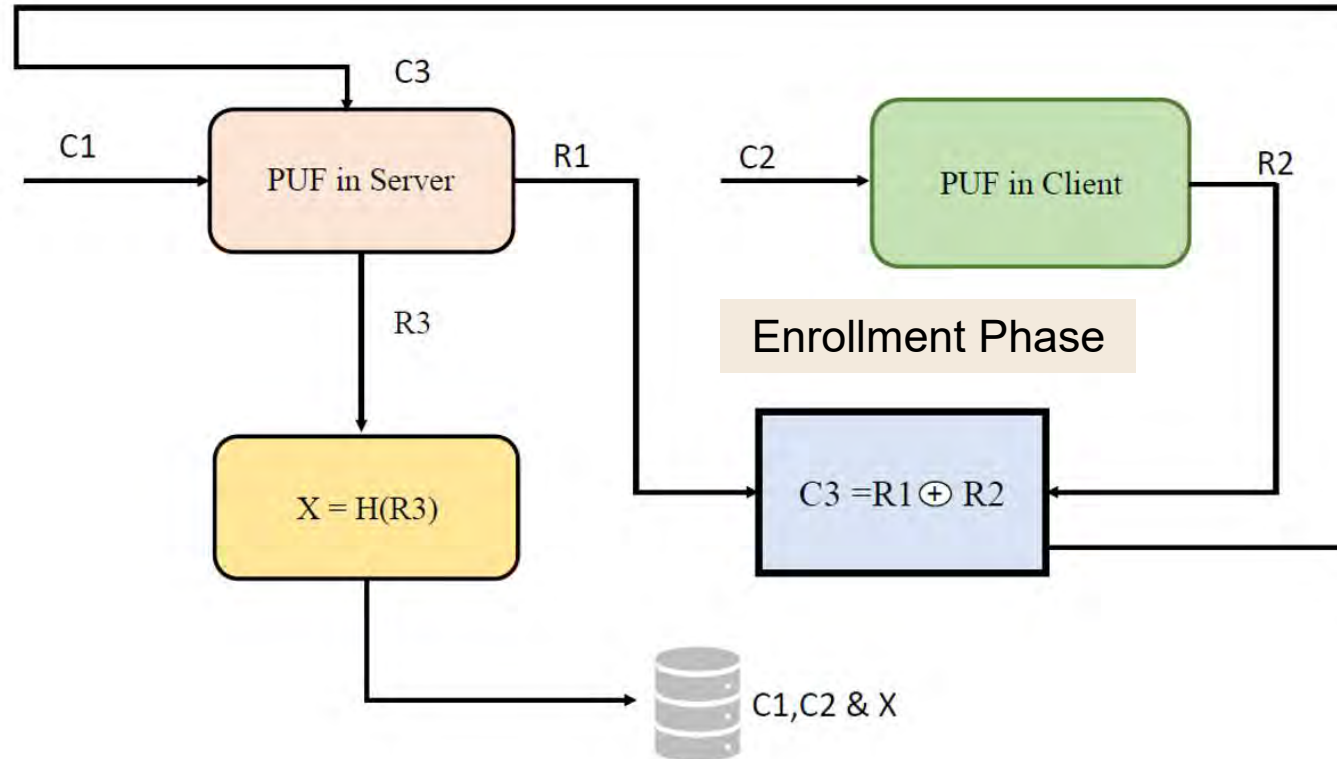 C3
C1
PUF in Server
R1
C2
PUF in Client
R2
R3
Enrollment Phase
X = H(R3)
C3 =R1 ⊕ R2
C1,C2 & X